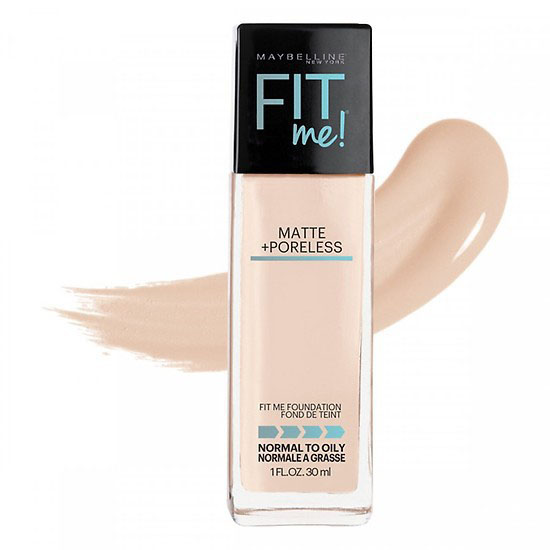 MAYBELLINE
NEW YORK
FIT
me!
MATTE
+PORELESS
FIT ME FOUNDATION
FOND DE TEINT
NORMAL TO OILY
NORMALE A GRASSE
1 FL.OZ. 30 ml